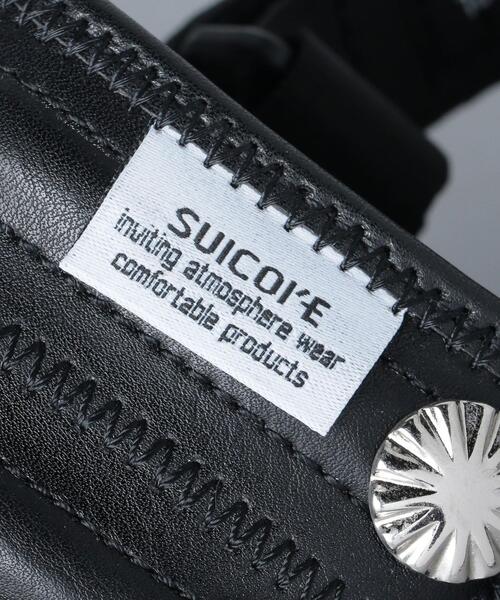 SUICOKE
inviting atmosphere wear
comfortable products